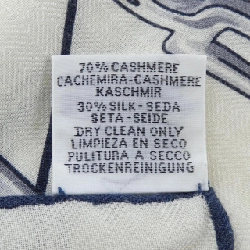 70% CASHMERE
CACHEMIRA-CASHMERE
KASCHMIR
30% SILK-SEDA
SETA-SEIDE
DRY CLEAN ONLY
LIMPIEZA EN SECO
PULITURA A SECCO
TROCKENREINIGUNG